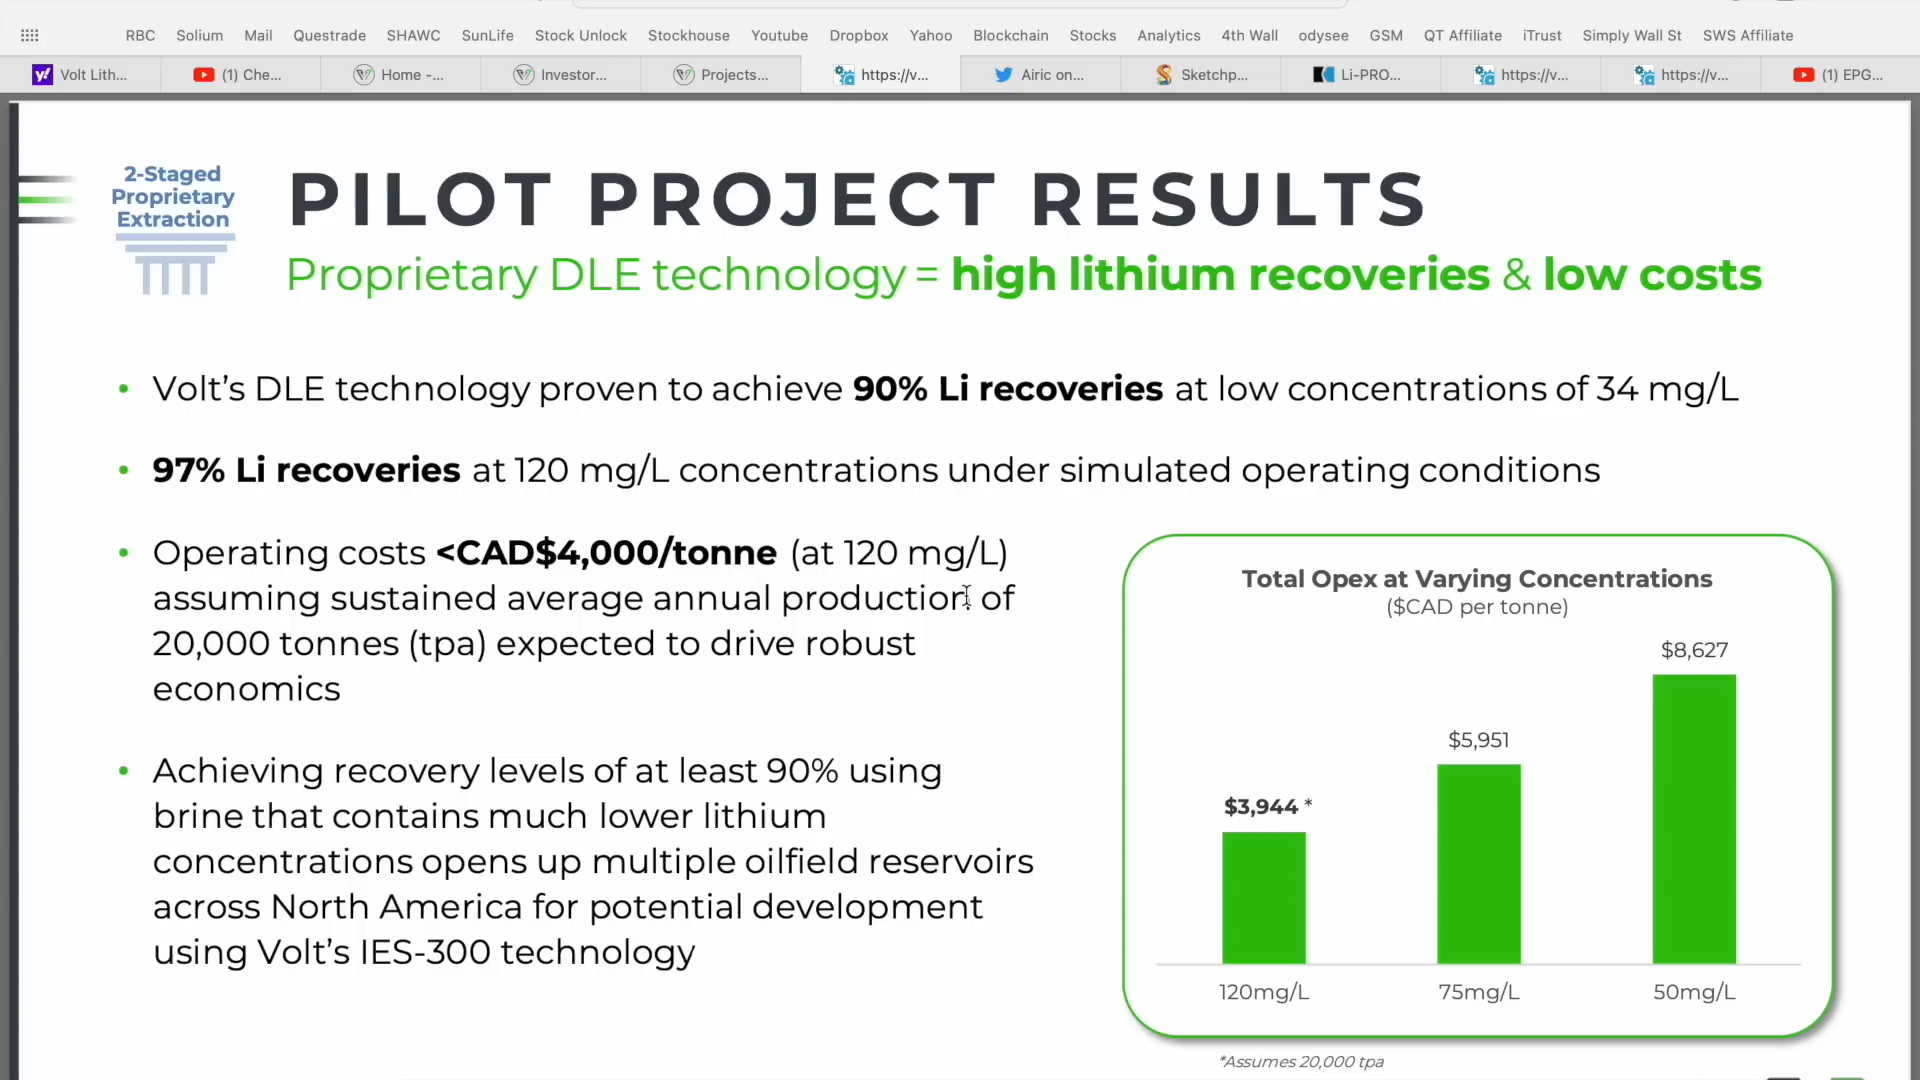 RBC Solium Mail Questrade SHAWC SunLife Stock Unlock Stockhouse Youtube Dropbox Yahoo Blockchain Stocks Analytics 4th Wall odysee GSM QT Affiliate iTrust Simply Wall St SWS Affiliate
y! Volt Lith... (1) Che... Home -... Investor... Projects... https://v... Airic on... Sketchp... Li-PRO... https://v... https://v... (1) EPG...
2-Staged
Proprietary
Extraction
PILOT PROJECT RESULTS
Proprietary DLE technology = high lithium recoveries & low costs
• Volt’s DLE technology proven to achieve 90% Li recoveries at low concentrations of 34 mg/L
• 97% Li recoveries at 120 mg/L concentrations under simulated operating conditions
• Operating costs <CAD$4,000/tonne (at 120 mg/L)
assuming sustained average annual production of
20,000 tonnes (tpa) expected to drive robust
economics
• Achieving recovery levels of at least 90% using
brine that contains much lower lithium
concentrations opens up multiple oilfield reservoirs
across North America for potential development
using Volt’s IES-300 technology
Total Opex at Varying Concentrations
($CAD per tonne)
$8,627
$5,951
$3,944 *
120mg/L 75mg/L 50mg/L
*Assumes 20,000 tpa